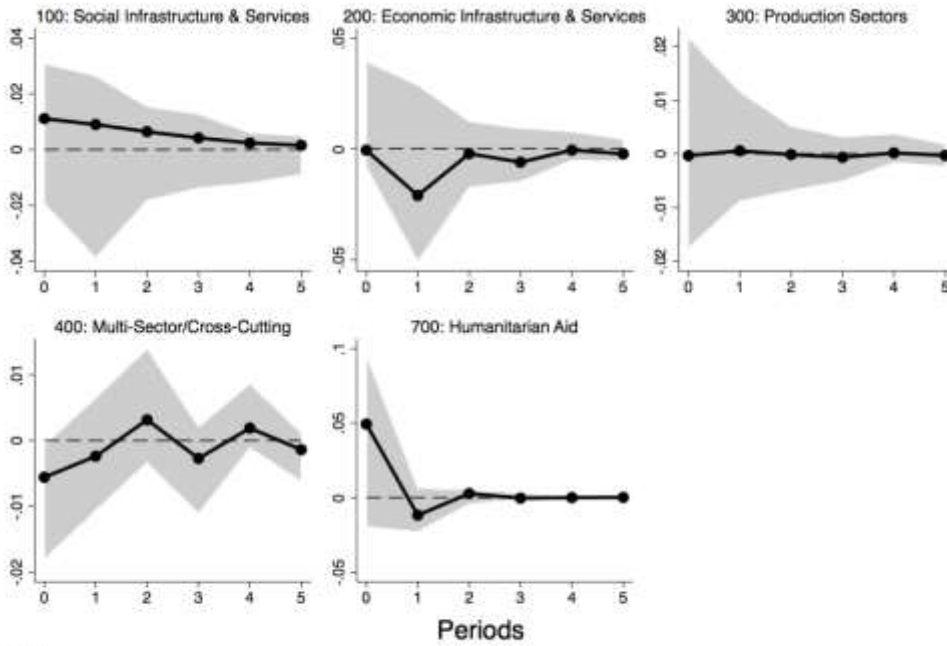 100: Social Infrastructure & Services
.04
.02
0
-.02
-.04
0 1 2 3 4 5
200: Economic Infrastructure & Services
.05
0
-.05
0 1 2 3 4 5
300: Production Sectors
.02
.01
0
-.01
-.02
0 1 2 3 4 5
400: Multi-Sector/Cross-Cutting
.01
0
-.01
-.02
0 1 2 3 4 5
700: Humanitarian Aid
.1
.05
0
-.05
0 1 2 3 4 5
Periods